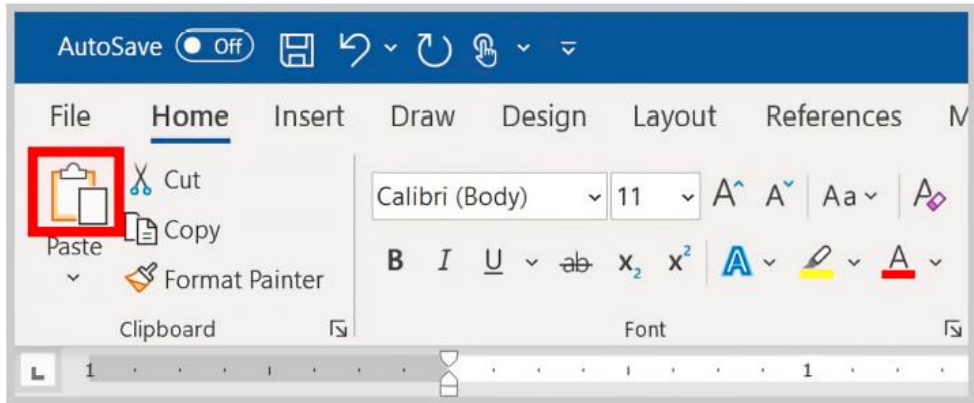 AutoSave Off
File Home Insert Draw Design Layout References M
Cut
Calibri (Body) 11 A A Aa A
Copy
Paste
B I U ab x₂ x² A A
Format Painter
Clipboard Font
L 1 1